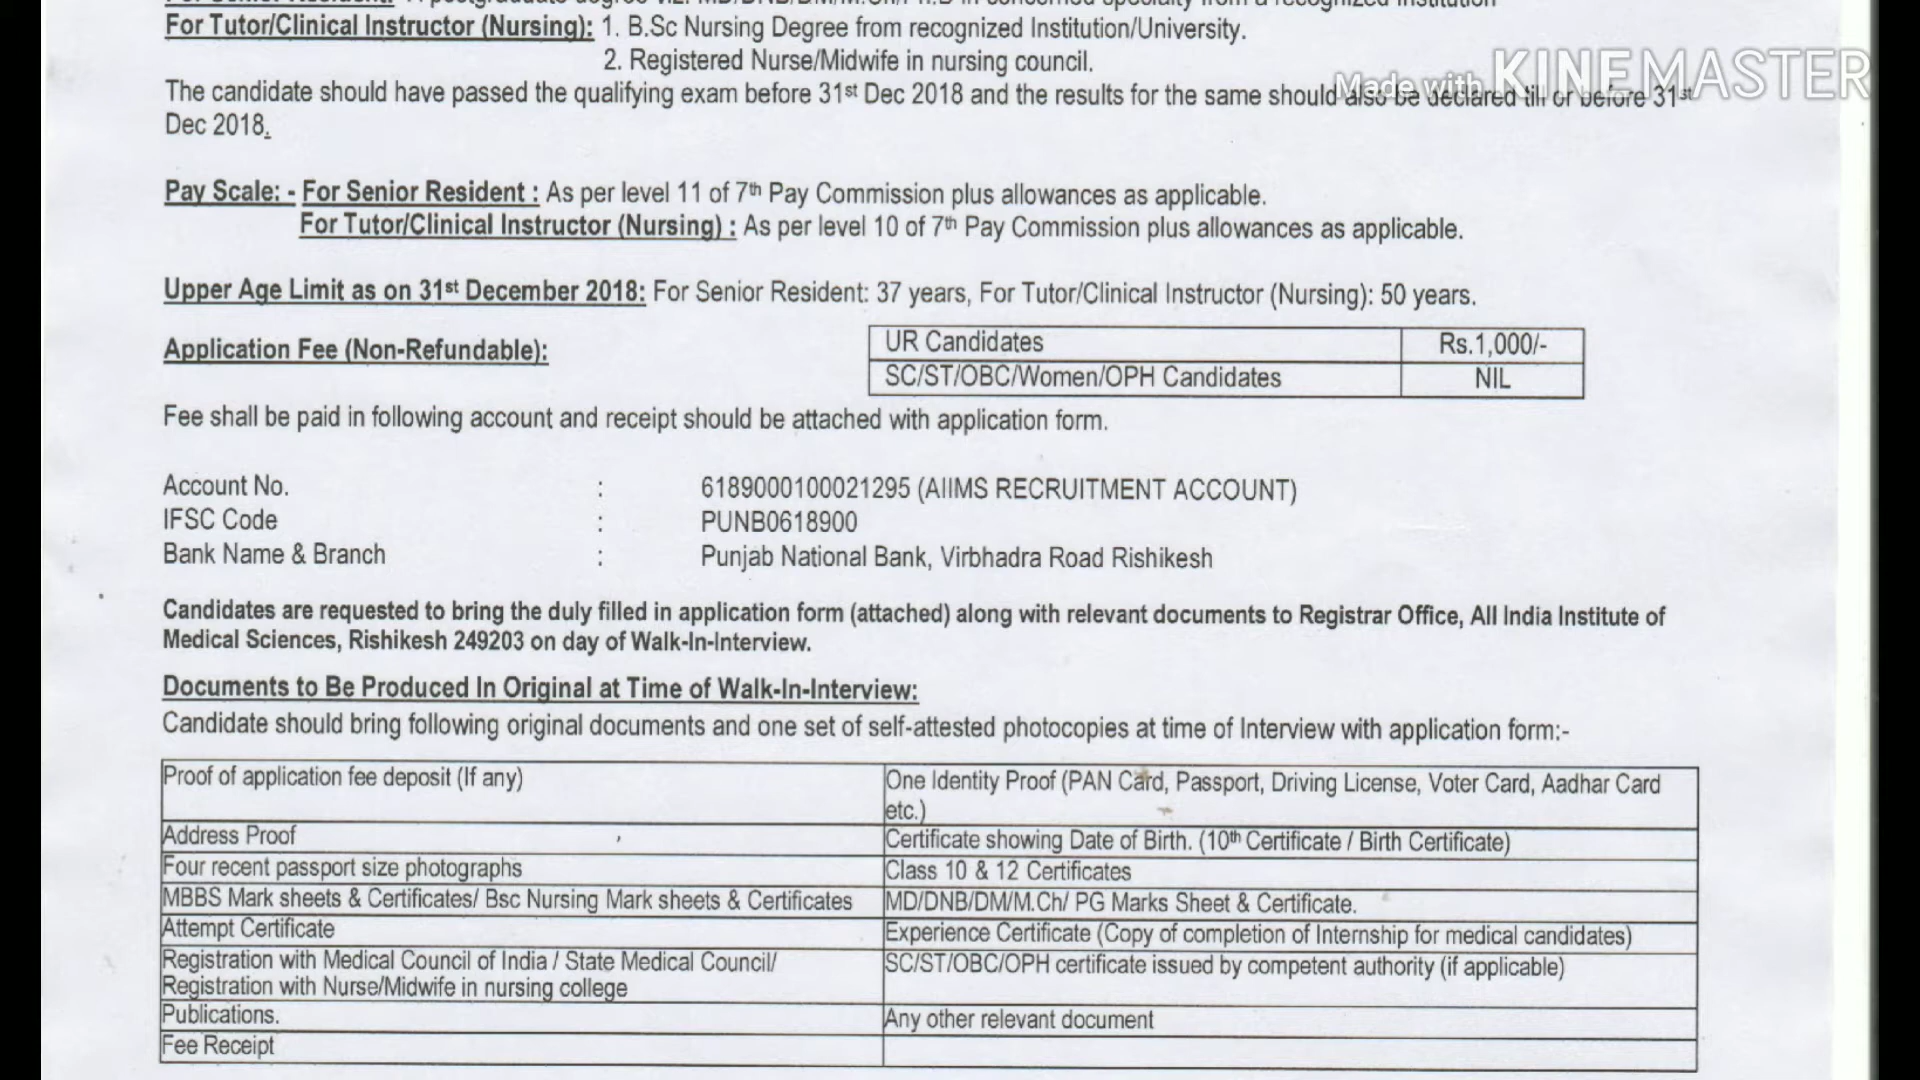 For Tutor/Clinical Instructor (Nursing): 1. B.Sc Nursing Degree from recognized Institution/University.
2. Registered Nurse/Midwife in nursing council.
Made with KINEMASTER
The candidate should have passed the qualifying exam before 31st Dec 2018 and the results for the same should also be declared till or before 31st
Dec 2018.
Pay Scale: - For Senior Resident : As per level 11 of 7th Pay Commission plus allowances as applicable.
For Tutor/Clinical Instructor (Nursing) : As per level 10 of 7th Pay Commission plus allowances as applicable.
Upper Age Limit as on 31st December 2018: For Senior Resident: 37 years, For Tutor/Clinical Instructor (Nursing): 50 years.
Application Fee (Non-Refundable):
UR Candidates Rs.1,000/-
SC/ST/OBC/Women/OPH Candidates NIL
Fee shall be paid in following account and receipt should be attached with application form.
Account No. : 6189000100021295 (AIIMS RECRUITMENT ACCOUNT)
IFSC Code : PUNB0618900
Bank Name & Branch : Punjab National Bank, Virbhadra Road Rishikesh
Candidates are requested to bring the duly filled in application form (attached) along with relevant documents to Registrar Office, All India Institute of
Medical Sciences, Rishikesh 249203 on day of Walk-In-Interview.
Documents to Be Produced In Original at Time of Walk-In-Interview:
Candidate should bring following original documents and one set of self-attested photocopies at time of Interview with application form:-
Proof of application fee deposit (If any)
One Identity Proof (PAN Card, Passport, Driving License, Voter Card, Aadhar Card
etc.)
Address Proof
Certificate showing Date of Birth. (10th Certificate / Birth Certificate)
Four recent passport size photographs
Class 10 & 12 Certificates
MBBS Mark sheets & Certificates/ Bsc Nursing Mark sheets & Certificates
MD/DNB/DM/M.Ch/ PG Marks Sheet & Certificate.
Attempt Certificate
Experience Certificate (Copy of completion of Internship for medical candidates)
Registration with Medical Council of India / State Medical Council/
Registration with Nurse/Midwife in nursing college
SC/ST/OBC/OPH certificate issued by competent authority (if applicable)
Publications.
Any other relevant document
Fee Receipt